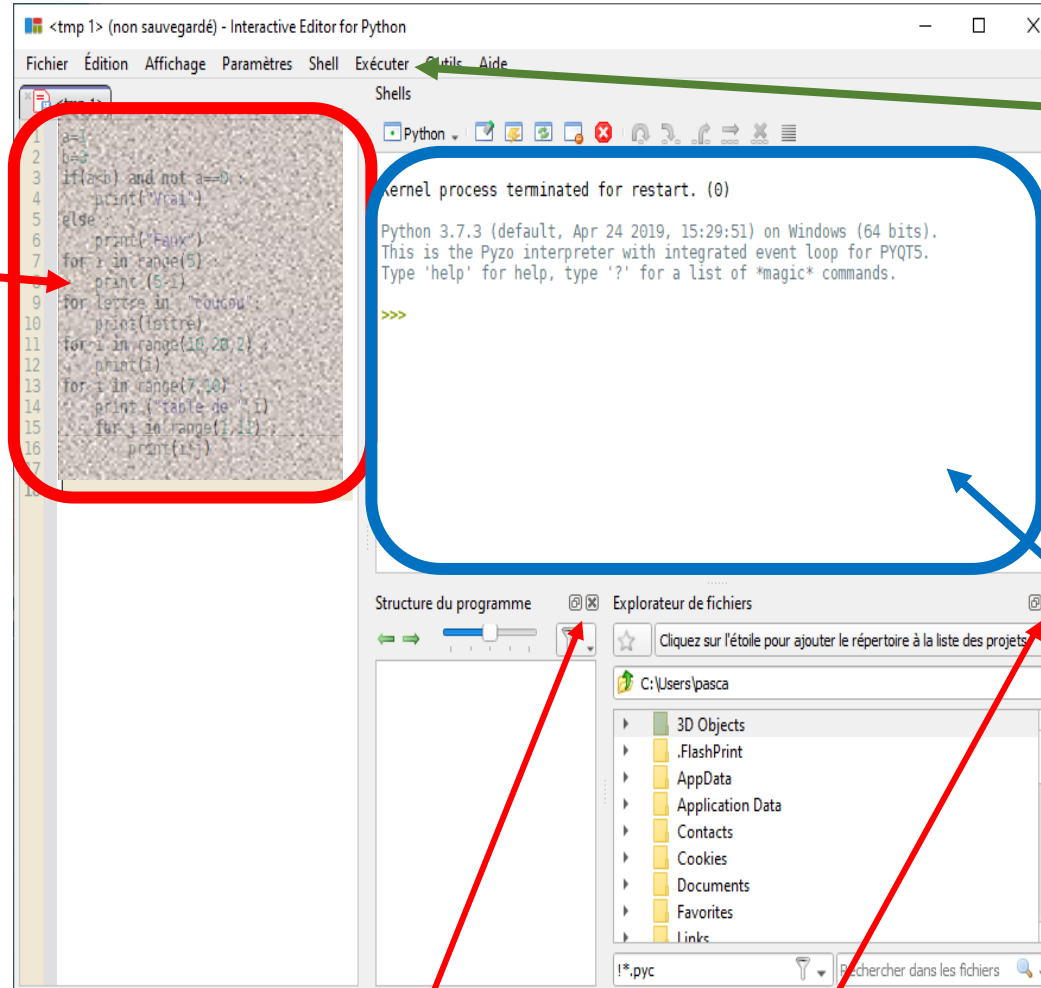 <tmp 1> (non sauvegardé) - Interactive Editor for Python
Fichier Édition Affichage Paramètres Shell Exécuter Outils Aide
<tmp 1>
Shells
Python
1 a=1
2
3 if(a<b) and not a==0 :
4 print("Vrai")
5 else :
6 print("Faux")
7 for i in range(5) :
8 print (5-i)
9 for lettre in "coucou":
10 print(lettre)
11 for i in range(10,20,2) :
12 print(i)
13 for i in range(7,10) :
14 print ("table de ",i)
15 in range(1,11) :
16
17
18
Kernel process terminated for restart. (0)
Python 3.7.3 (default, Apr 24 2019, 15:29:51) on Windows (64 bits).
This is the Pyzo interpreter with integrated event loop for PYQT5.
Type 'help' for help, type '?' for a list of *magic* commands.
>>>
Structure du programme
Explorateur de fichiers
Cliquez sur l'étoile pour ajouter le répertoire à la liste des projets
C:\Users\pasca
3D Objects
.FlashPrint
AppData
Application Data
Contacts
Cookies
Documents
Favorites
Links
!*.pyc
Rechercher dans les fichiers